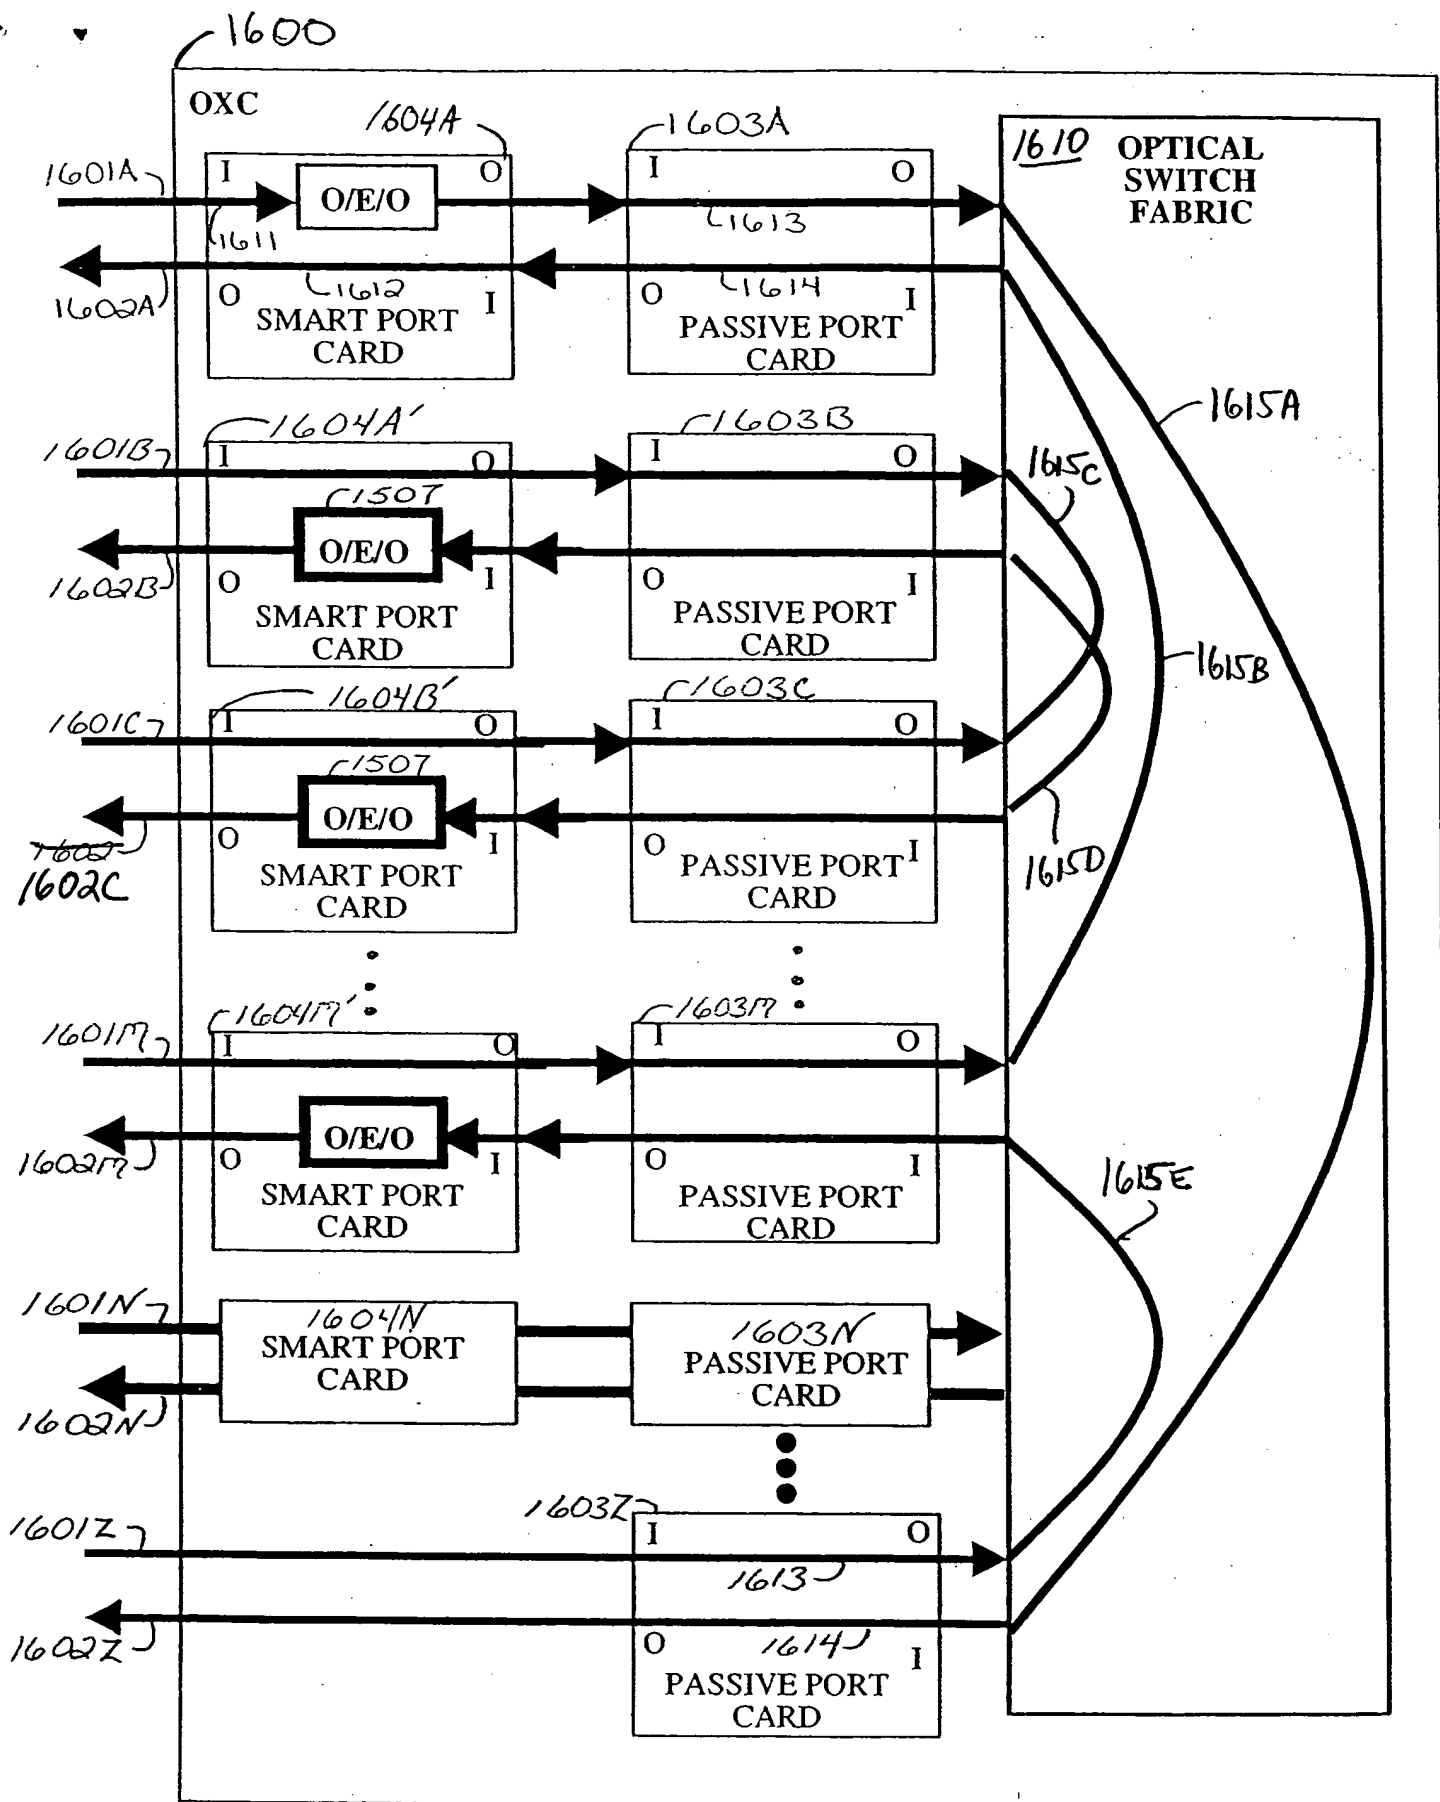 1600
OXC
1604A
1603A
1610 OPTICAL
SWITCH
FABRIC
I
O
I
O
1601A
O/E/O
1611
1613
1612
1614
1602A
O
I
O
I
SMART PORT
CARD
PASSIVE PORT
CARD
1615A
1604A'
1603B
1601B
I
O
I
O
1615C
1507
O/E/O
1602B
O
I
O
I
SMART PORT
CARD
PASSIVE PORT
CARD
1615B
1604B'
1603C
1601C
I
O
I
O
1507
O/E/O
1602
1602C
O
I
O
I
SMART PORT
CARD
PASSIVE PORT
CARD
1615D
1604M'
1603M
1601M
I
O
I
O
O/E/O
1602M
O
I
O
I
SMART PORT
CARD
PASSIVE PORT
CARD
1615E
1601N
1604N
SMART PORT
CARD
1603N
PASSIVE PORT
CARD
1602N
1603Z
1601Z
I
O
1613
1602Z
O
1614
I
PASSIVE PORT
CARD